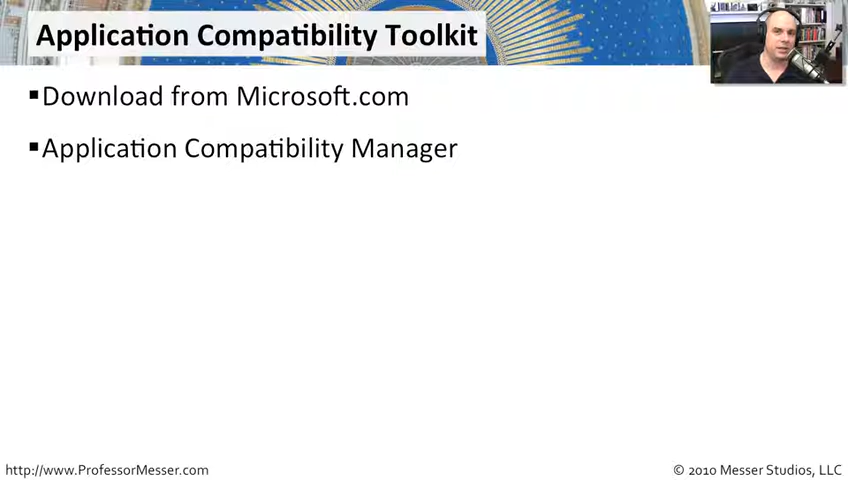 Application Compatibility Toolkit
▪Download from Microsoft.com
▪Application Compatibility Manager
http://www.ProfessorMesser.com
© 2010 Messer Studios, LLC